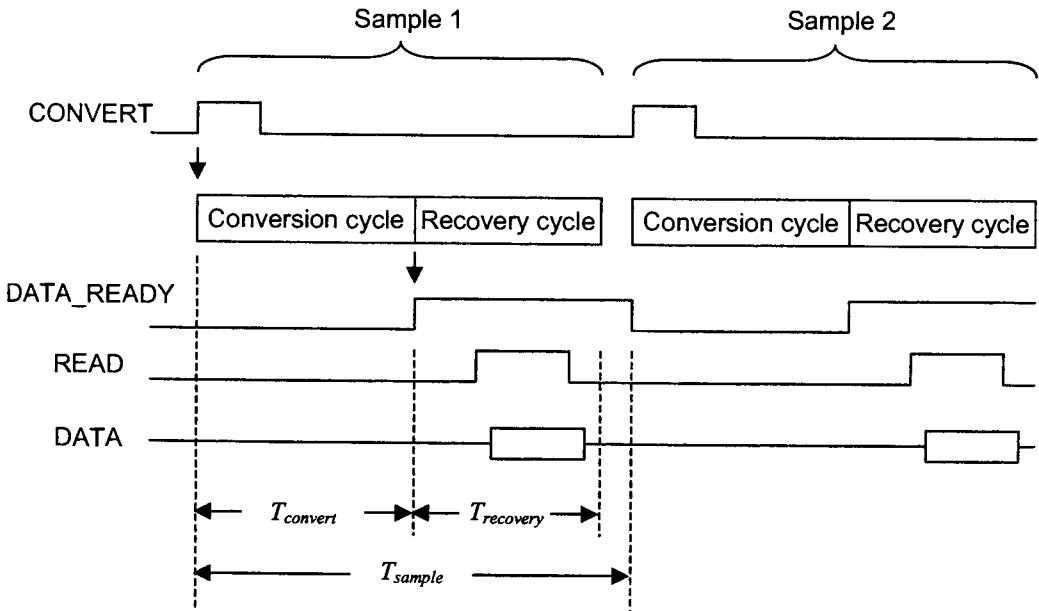 Sample 1
Sample 2
CONVERT
Conversion cycle
Recovery cycle
Conversion cycle
Recovery cycle
DATA_READY
READ
DATA
Tconvert
Trecovery
Tsample